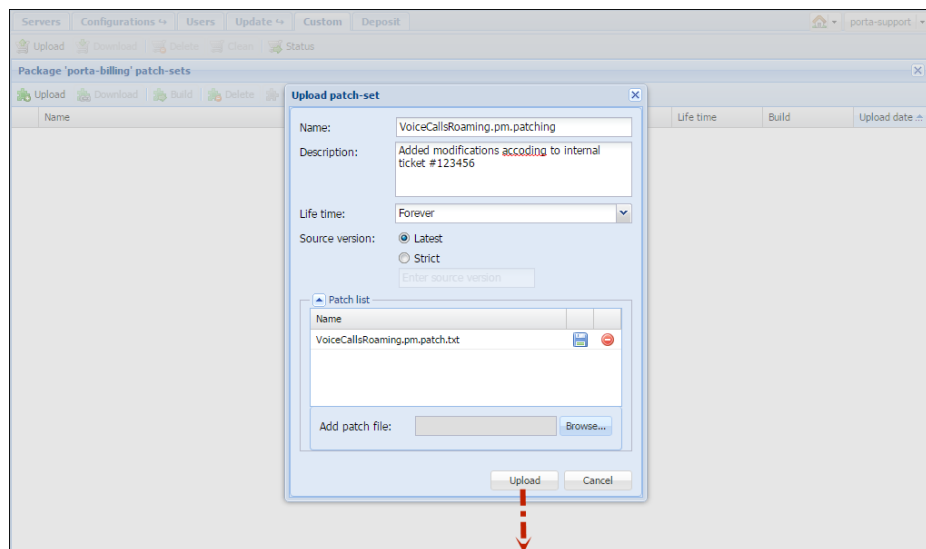 Servers Configurations Users Update Custom Deposit porta-support
Upload Download Delete Clean Status
Package 'porta-billing' patch-sets
Upload Download Build Delete
Name Life time Build Upload date
Upload patch-set
Name: VoiceCallsRoaming.pm.patching
Description: Added modifications accoding to internal
ticket #123456
Life time: Forever
Source version: Latest
Strict
Enter source version
Patch list
Name
VoiceCallsRoaming.pm.patch.txt
Add patch file: Browse...
Upload Cancel